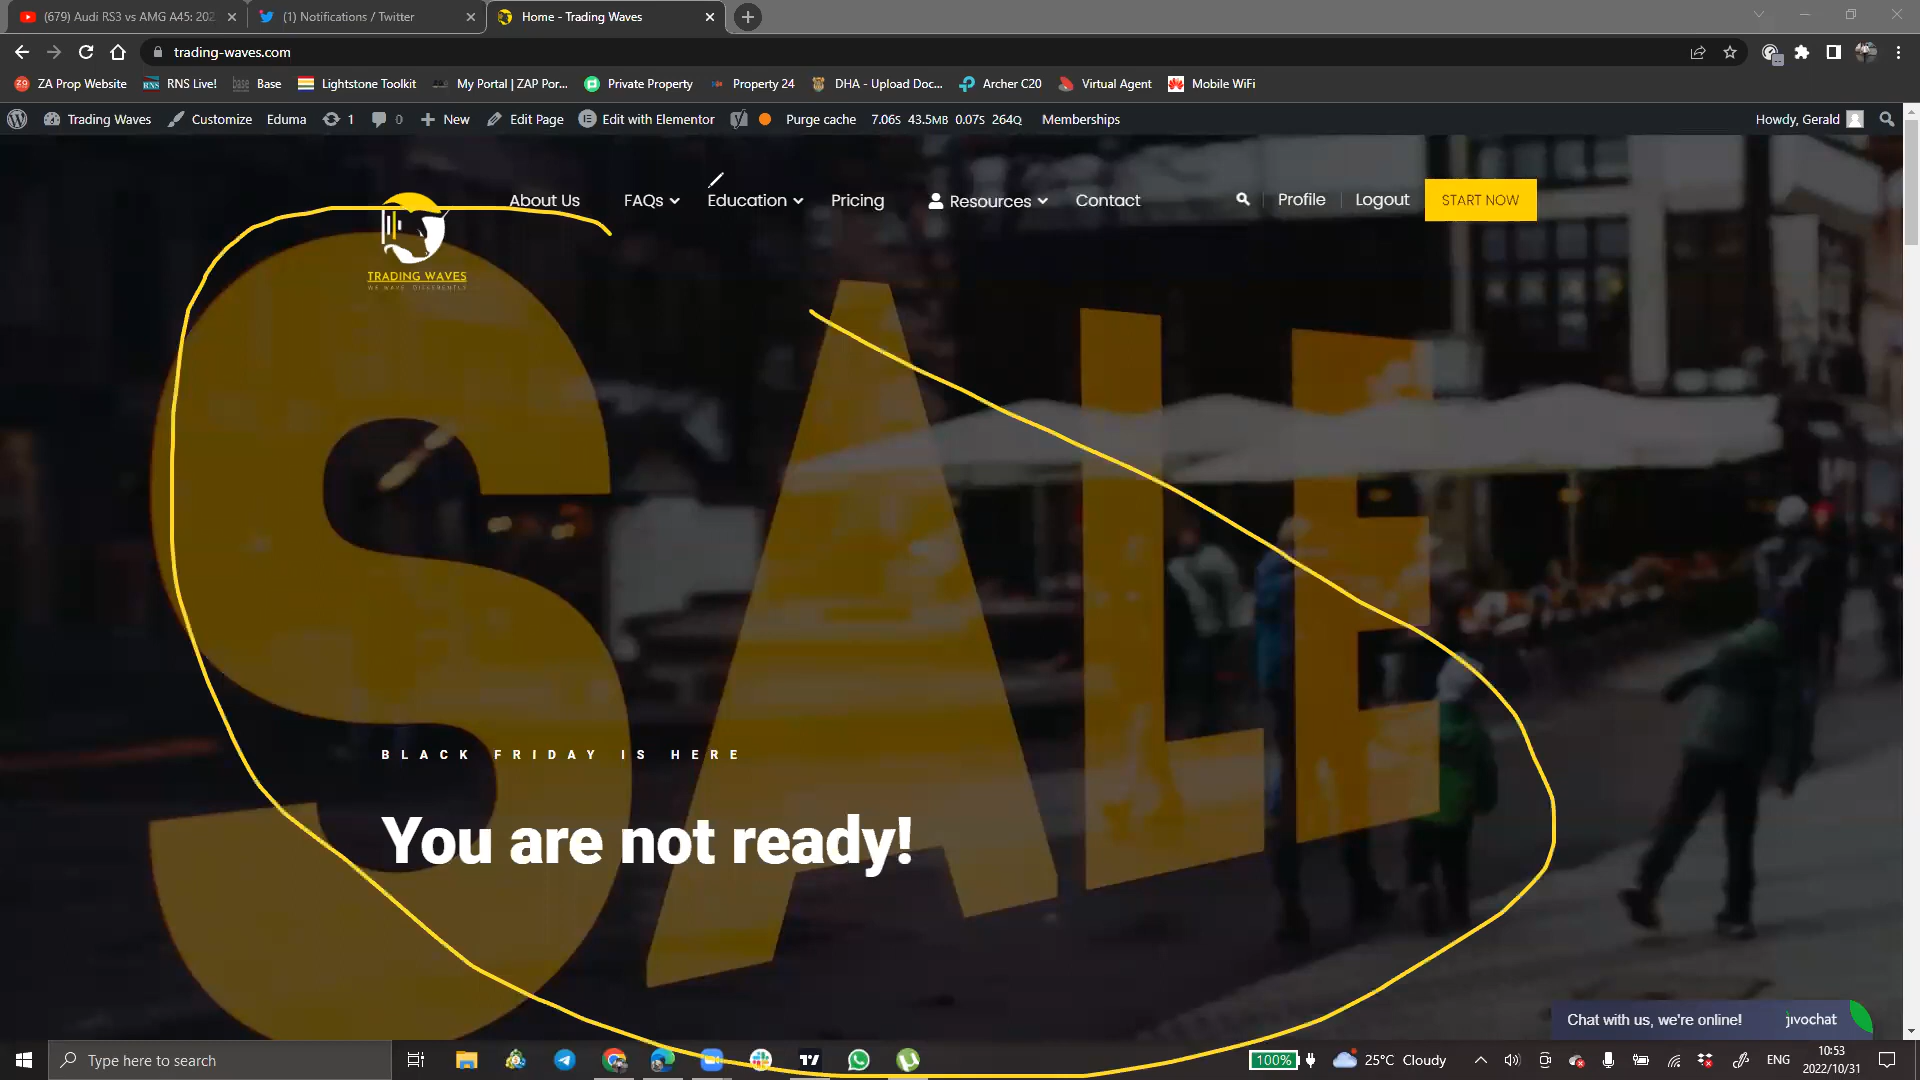 (679) Audi RS3 vs AMG A45: 202
(1) Notifications / Twitter
Home - Trading Waves
trading-waves.com
ZA Prop Website
RNS Live!
base Base
Lightstone Toolkit
My Portal | ZAP Por...
Private Property
Property 24
DHA - Upload Doc...
Archer C20
Virtual Agent
Mobile WiFi
Trading Waves
Customize
Eduma
1
0
New
Edit Page
Edit with Elementor
Purge cache
7.06S 43.5MB 0.07S 264Q
Memberships
Howdy, Gerald
About Us
FAQs
Education
Pricing
Resources
Contact
Profile
Logout
START NOW
TRADING WAVES
WE WAVE DIFFERENTLY
SALE
BLACK FRIDAY IS HERE
You are not ready!
Chat with us, we're online!
jivochat
Type here to search
100%
25°C Cloudy
ENG
10:53
2022/10/31